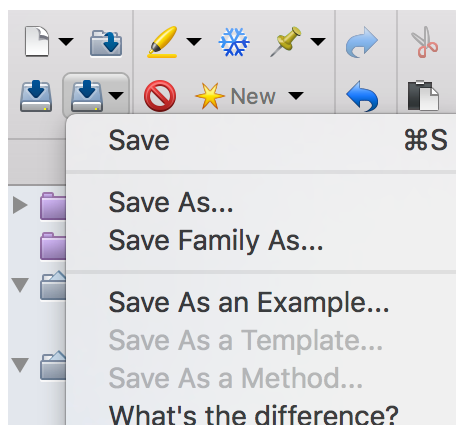 New
Save ⌘S
Save As...
Save Family As...
Save As an Example...
Save As a Template...
Save As a Method...
What's the difference?